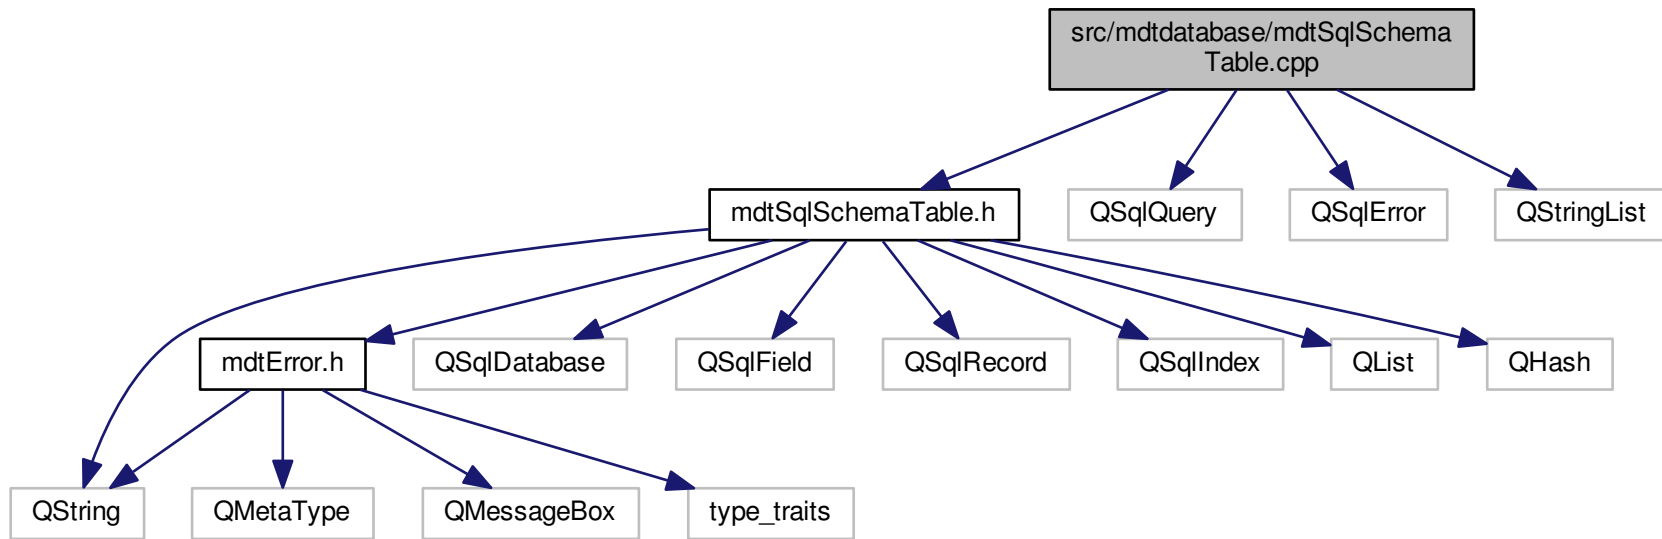 src/mdtdatabase/mdtSqlSchema
Table.cpp
mdtSqlSchemaTable.h
QSqlQuery
QSqlError
QStringList
mdtError.h
QSqlDatabase
QSqlField
QSqlRecord
QSqlIndex
QList
QHash
QString
QMetaType
QMessageBox
type_traits